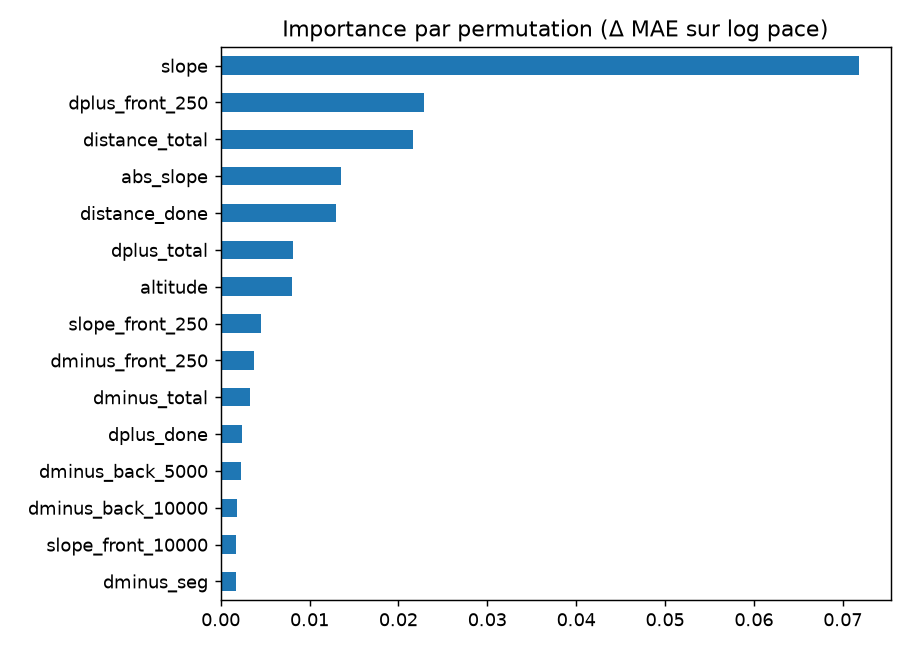 Importance par permutation (Δ MAE sur log pace)
slope
dplus_front_250
distance_total
abs_slope
distance_done
dplus_total
altitude
slope_front_250
dminus_front_250
dminus_total
dplus_done
dminus_back_5000
dminus_back_10000
slope_front_10000
dminus_seg
0.00 0.01 0.02 0.03 0.04 0.05 0.06 0.07